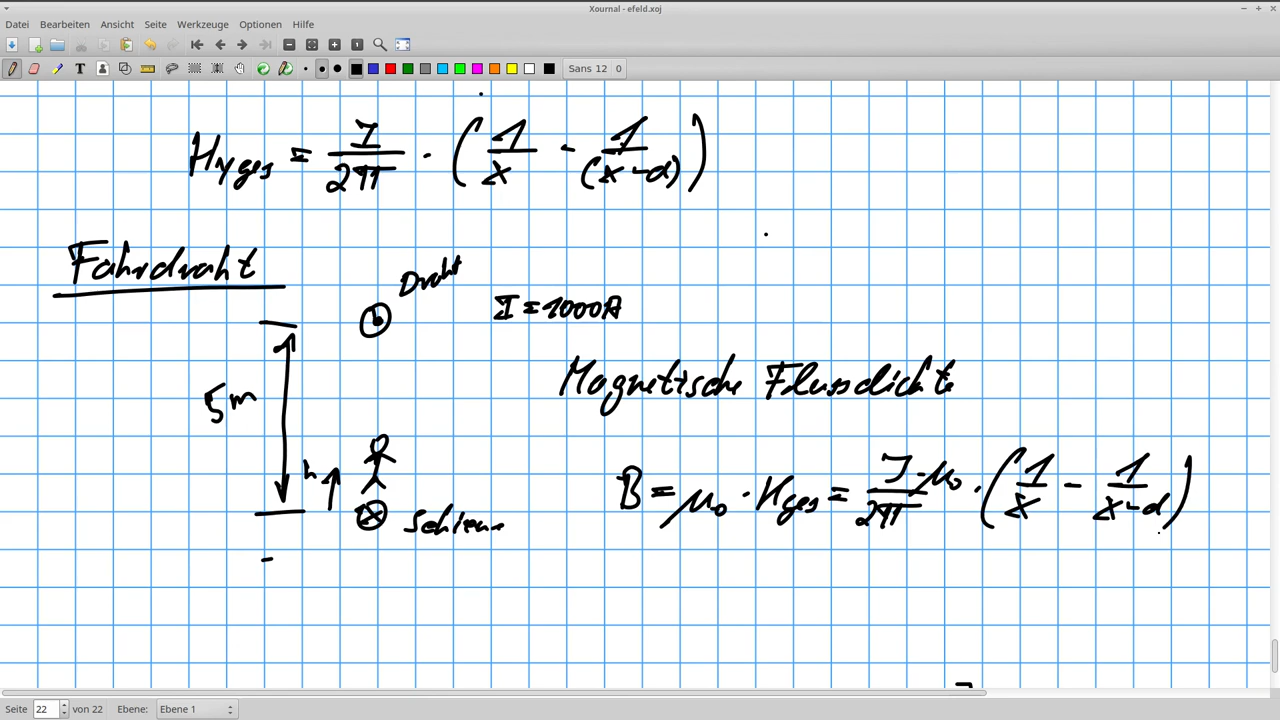 Xournal - efeld.xoj
Datei Bearbeiten Ansicht Seite Werkzeuge Optionen Hilfe
Sans 12 0
Hyges = I/2π · (1/x - 1/(x-d))
Fahrdraht
Draht
I = 1000A
5m
Magnetische Flussdichte
h
B = μ₀ · Hges = I·μ₀/2π · (1/x - 1/x-d)
Schiene
Seite 22 von 22 Ebene: Ebene 1